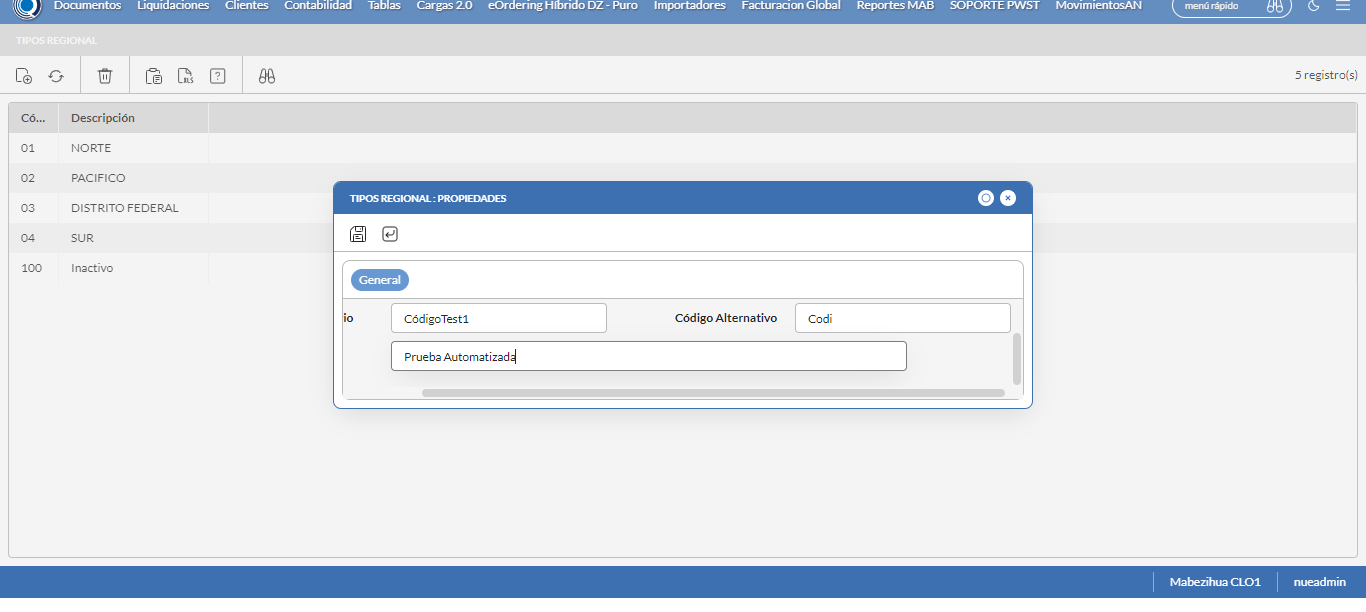 Documentos Liquidaciones Clientes Contabilidad Tablas Cargas 2.0 eOrdering Híbrido DZ - Puro Importadores Facturacion Global Reportes MAB SOPORTE PWST MovimientosAN menú rápido
TIPOS REGIONAL
XLS ? 5 registro(s)
Có... Descripción
01 NORTE
02 PACIFICO
03 DISTRITO FEDERAL
04 SUR
100 Inactivo
TIPOS REGIONAL : PROPIEDADES
General
io CódigoTest1 Código Alternativo Codi
Prueba Automatizada
Mabezihua CLO1 nueadmin